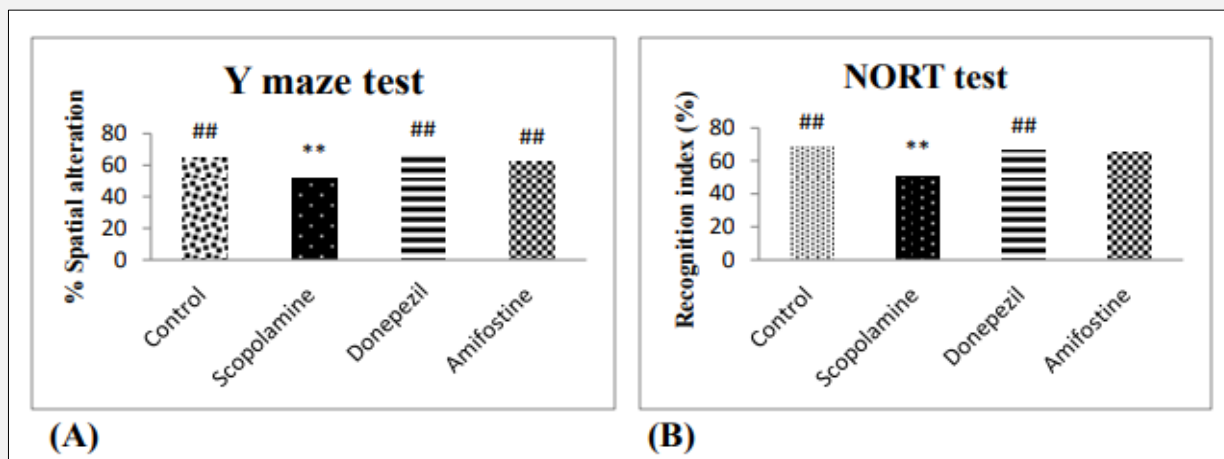 Y maze test
% Spatial alteration
80
60
40
20
0
##
**
##
##
Control
Scopolamine
Donepezil
Amifostine
(A)
NORT test
Recognition index (%)
80
60
40
20
0
##
**
##
Control
Scopolamine
Donepezil
Amifostine
(B)